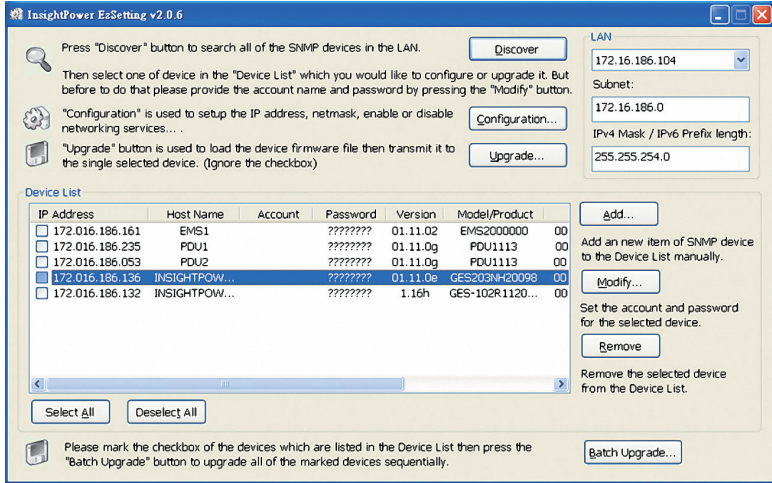 InsightPower EzSetting v2.0.6
Press "Discover" button to search all of the SNMP devices in the LAN.
Discover
Then select one of device in the "Device List" which you would like to configure or upgrade it. But
before to do that please provide the account name and password by pressing the "Modify" button.
"Configuration" is used to setup the IP address, netmask, enable or disable
networking services... .
Configuration...
"Upgrade" button is used to load the device firmware file then transmit it to
the single selected device. (Ignore the checkbox)
Upgrade...
LAN
172.16.186.104
Subnet:
172.16.186.0
IPv4 Mask / IPv6 Prefix length:
255.255.254.0
Device List
IP Address Host Name Account Password Version Model/Product
172.016.186.161 EMS1 ???????? 01.11.02 EMS2000000 00
172.016.186.235 PDU1 ???????? 01.11.0g PDU1113 00
172.016.186.053 PDU2 ???????? 01.11.0g PDU1113 00
172.016.186.136 INSIGHTPOW... ???????? 01.11.0e GES203NH20098 00
172.016.186.132 INSIGHTPOW... ???????? 1.16h GES-102R1120... 00
Add...
Add an new item of SNMP device
to the Device List manually.
Modify...
Set the account and password
for the selected device.
Remove
Remove the selected device
from the Device List.
Select All
Deselect All
Please mark the checkbox of the devices which are listed in the Device List then press the
"Batch Upgrade" button to upgrade all of the marked devices sequentially.
Batch Upgrade...